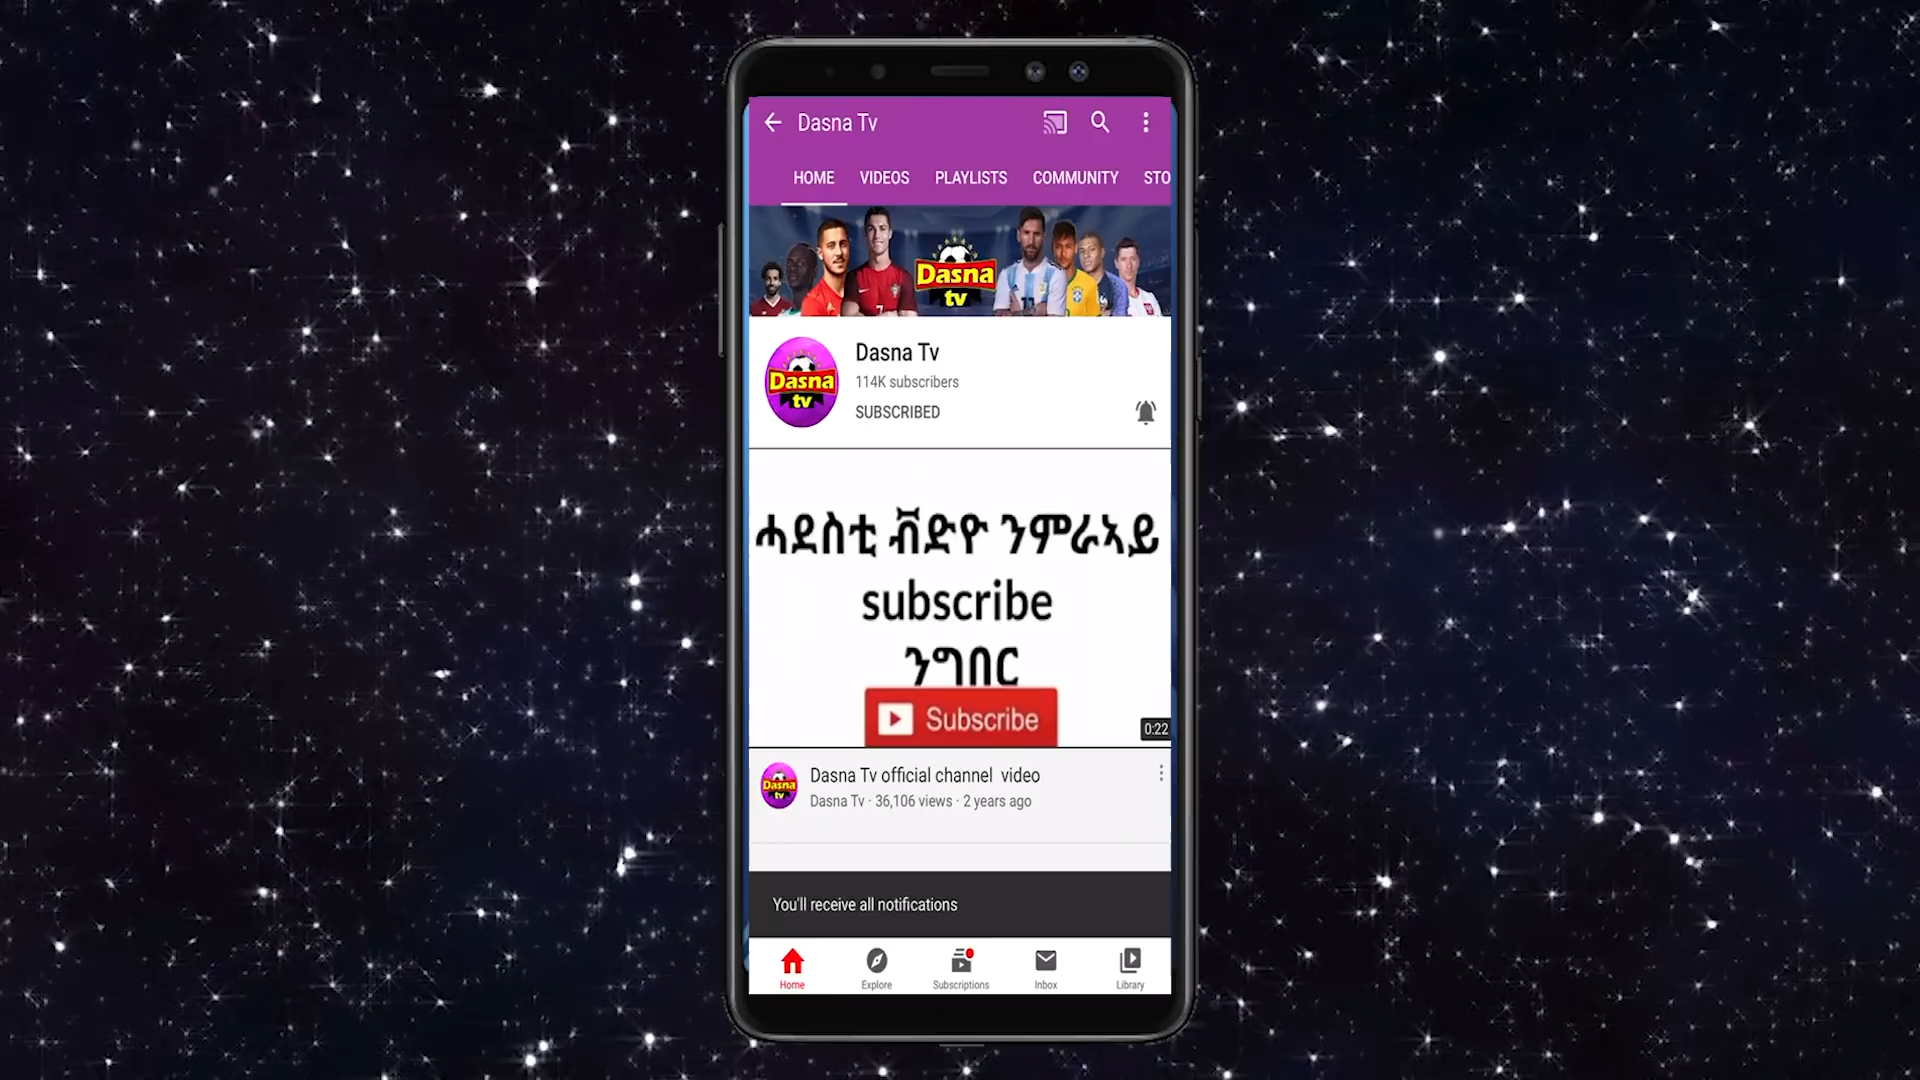 Dasna Tv
HOME VIDEOS PLAYLISTS COMMUNITY STO
Dasna
tv
Dasna
tv
Dasna Tv
114K subscribers
SUBSCRIBED
ሓደስቲ ቭድዮ ንምራኣይ
subscribe
ንግበር
Subscribe
0:22
Dasna
tv
Dasna Tv official channel video
Dasna Tv · 36,106 views · 2 years ago
You'll receive all notifications
Home Explore Subscriptions Inbox Library